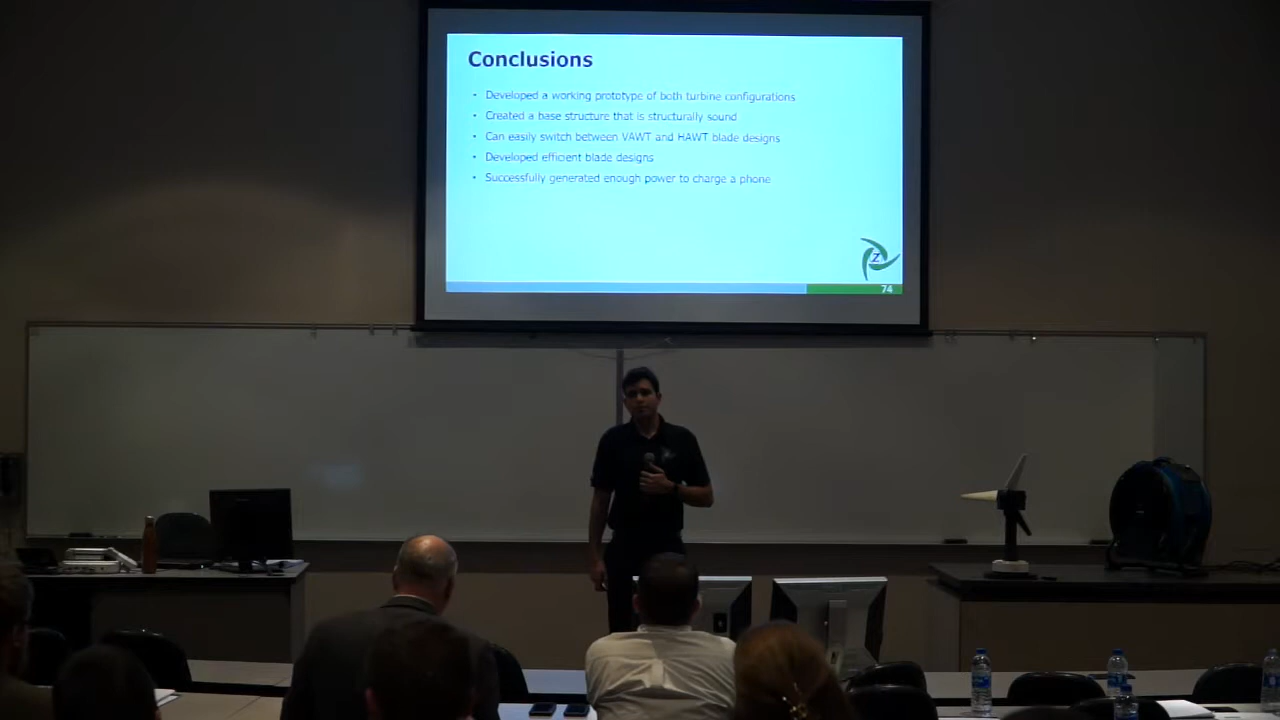 Conclusions
• Developed a working prototype of both turbine configurations
• Created a base structure that is structurally sound
• Can easily switch between VAWT and HAWT blade designs
• Developed efficient blade designs
• Successfully generated enough power to charge a phone
Z
74